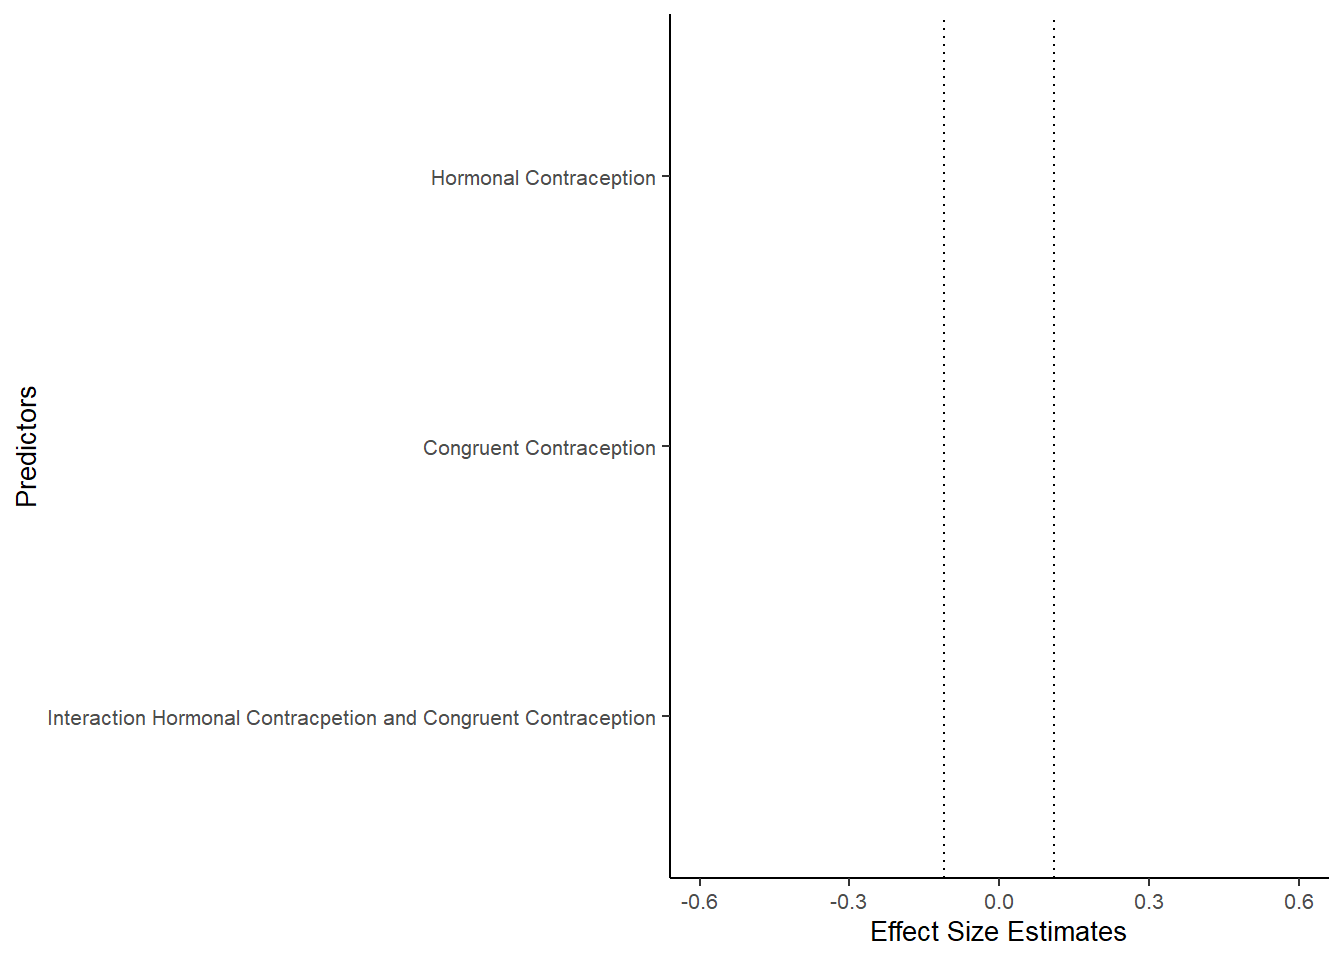 Hormonal Contraception
Congruent Contraception
Predictors
Interaction Hormonal Contracpetion and Congruent Contraception
-0.6 -0.3 0.0 0.3 0.6
Effect Size Estimates